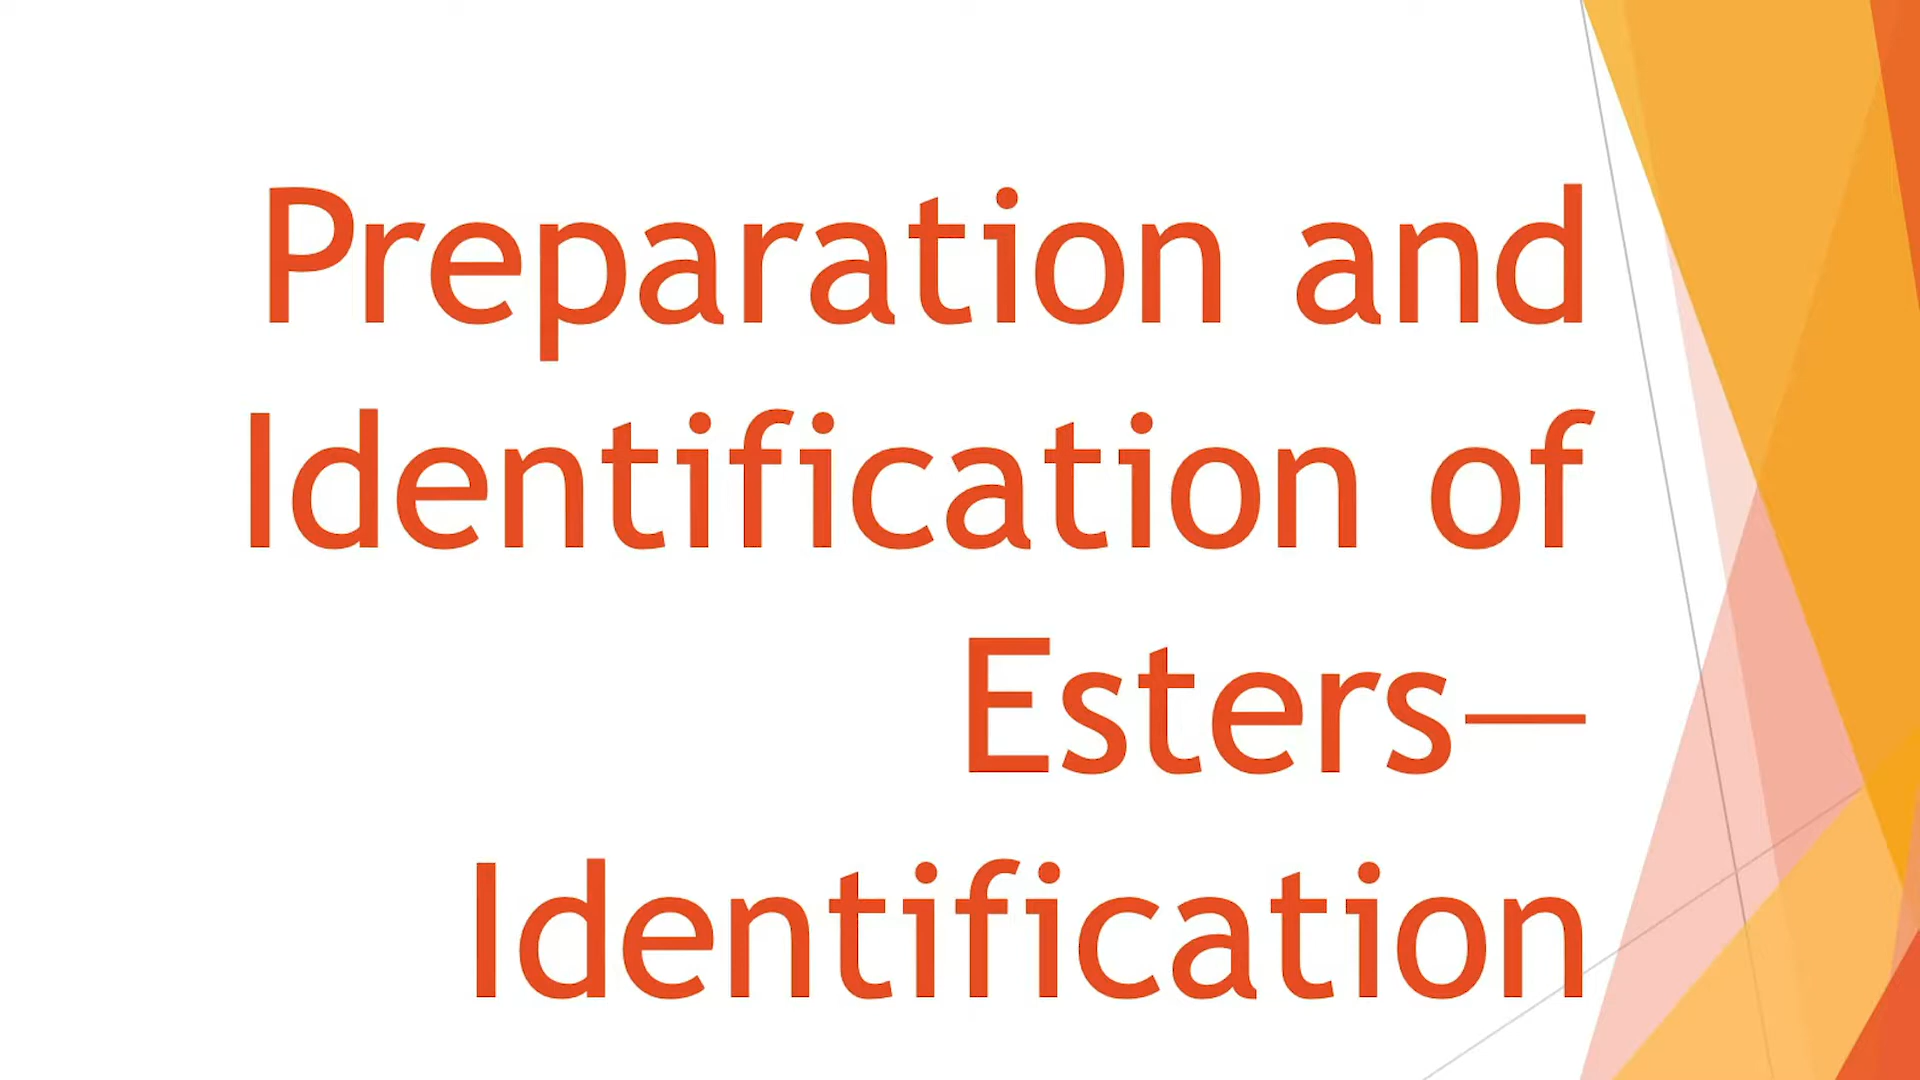 Preparation and
Identification of
Esters—
Identification